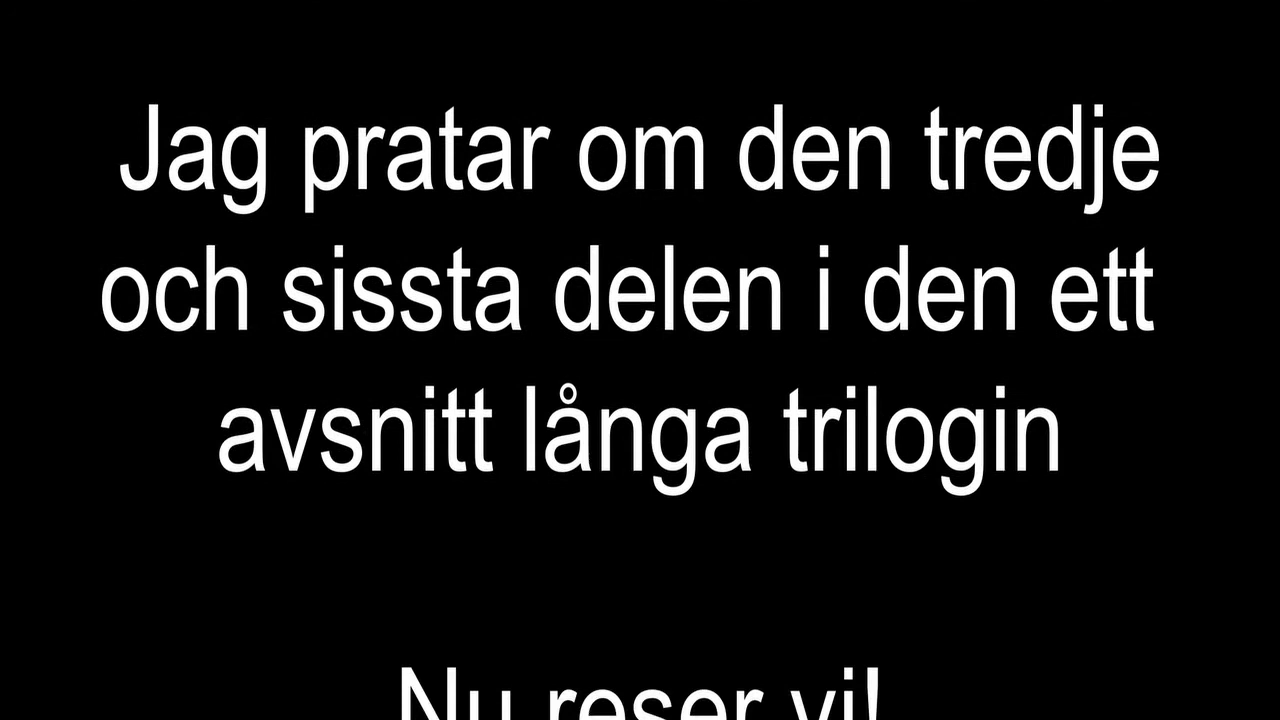 Jag pratar om den tredje
och sissta delen i den ett
avsnitt långa trilogin
Nu reser vi!